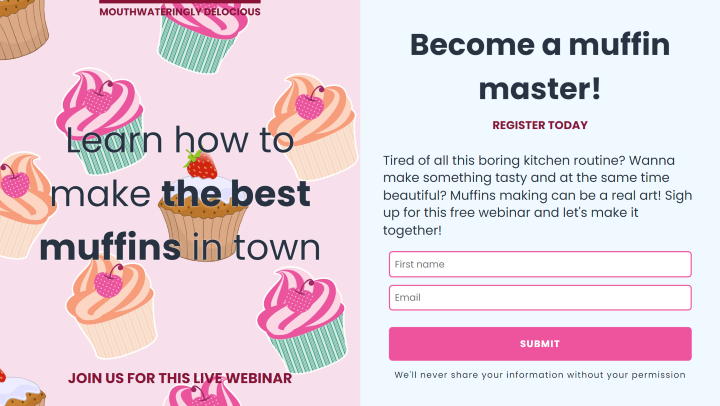 MOUTHWATERINGLY DELOCIOUS
Learn how to
make the best
muffins in town
JOIN US FOR THIS LIVE WEBINAR
Become a muffin
master!
REGISTER TODAY
Tired of all this boring kitchen routine? Wanna
make something tasty and at the same time
beautiful? Muffins making can be a real art! Sigh
up for this free webinar and let's make it
together!
First name
Email
SUBMIT
We'll never share your information without your permission